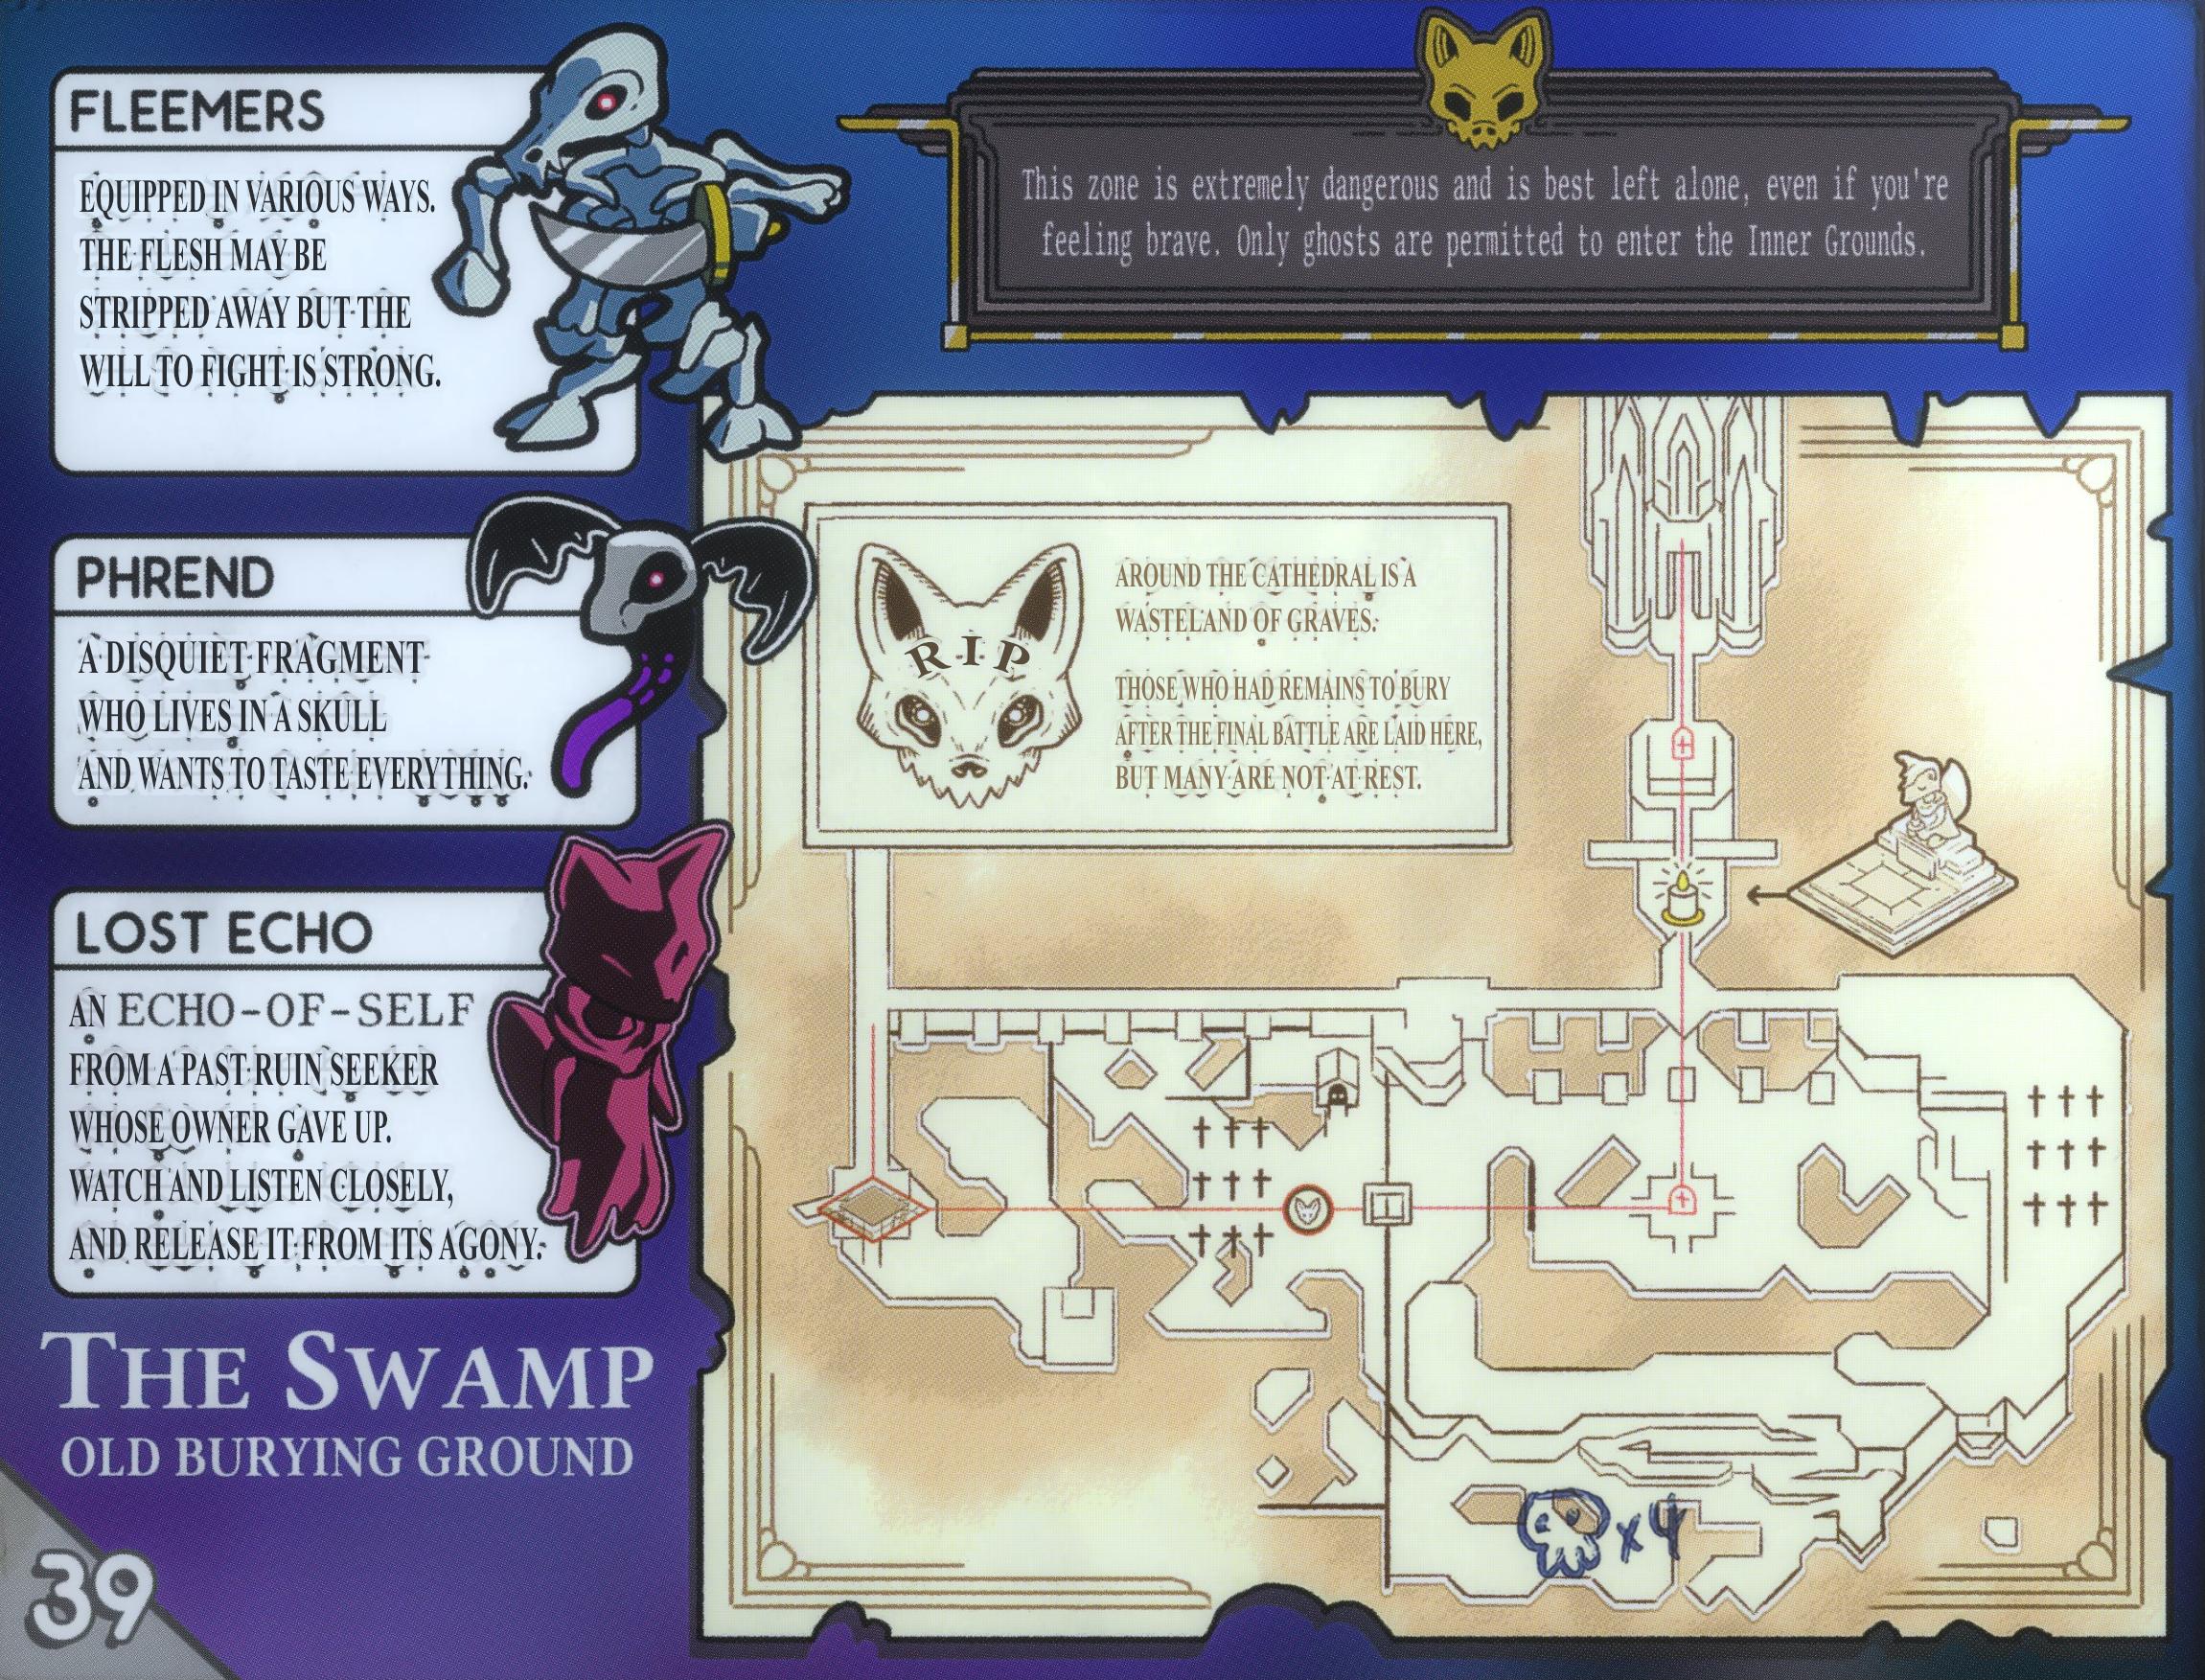 FLEEMERS
EQUIPPED IN VARIOUS WAYS.
THE FLESH MAY BE
STRIPPED AWAY BUT THE
WILL TO FIGHT IS STRONG.
PHREND
A DISQUIET FRAGMENT
WHO LIVES IN A SKULL
AND WANTS TO TASTE EVERYTHING.
LOST ECHO
AN ECHO-OF-SELF
FROM A PAST RUIN SEEKER
WHOSE OWNER GAVE UP.
WATCH AND LISTEN CLOSELY,
AND RELEASE IT FROM ITS AGONY.
THE SWAMP
OLD BURYING GROUND
39
This zone is extremely dangerous and is best left alone, even if you're
feeling brave. Only ghosts are permitted to enter the Inner Grounds.
RIP
AROUND THE CATHEDRAL IS A
WASTELAND OF GRAVES.
THOSE WHO HAD REMAINS TO BURY
AFTER THE FINAL BATTLE ARE LAID HERE,
BUT MANY ARE NOT AT REST.
x4